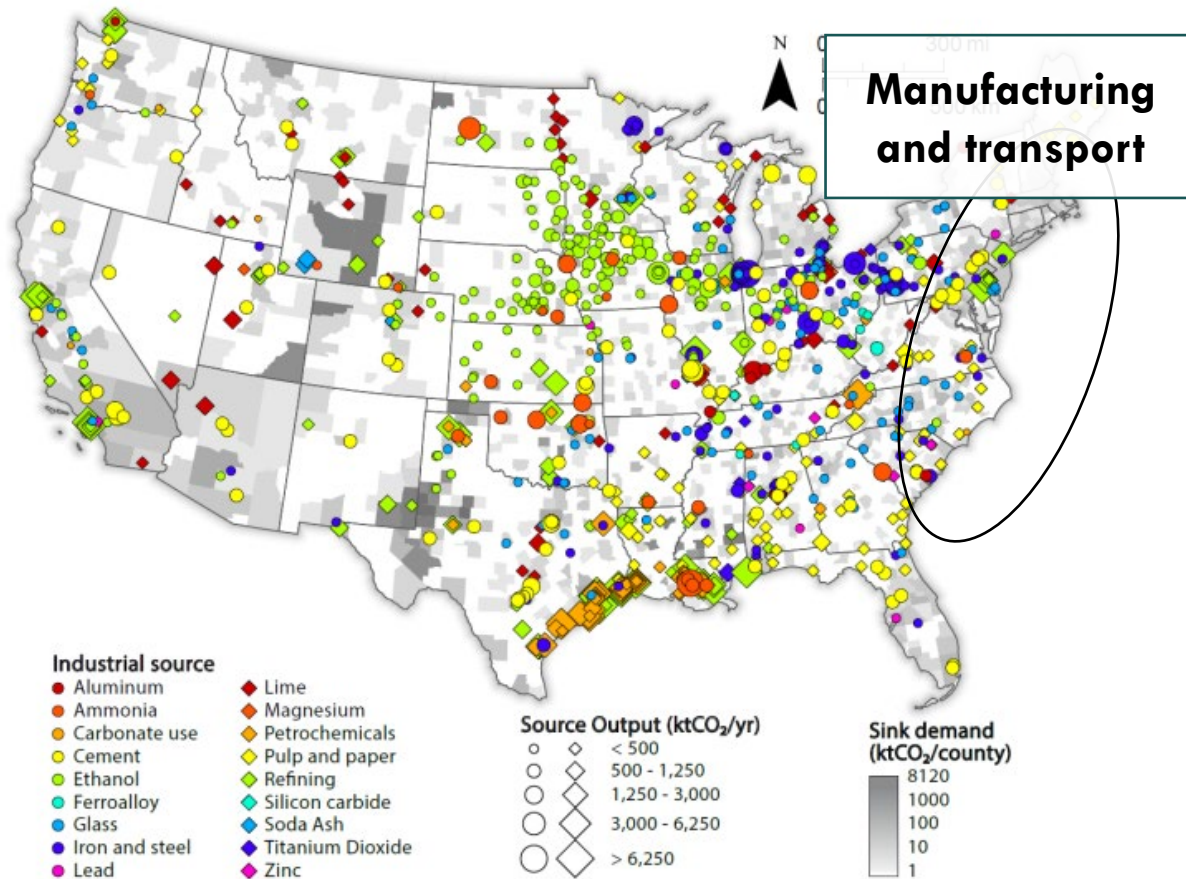 N
0
300 mi
0
Manufacturing
and transport
Industrial source
Aluminum
Ammonia
Carbonate use
Cement
Ethanol
Ferroalloy
Glass
Iron and steel
Lead
Lime
Magnesium
Petrochemicals
Pulp and paper
Refining
Silicon carbide
Soda Ash
Titanium Dioxide
Zinc
Source Output (ktCO₂/yr)
< 500
500 - 1,250
1,250 - 3,000
3,000 - 6,250
> 6,250
Sink demand
(ktCO₂/county)
8120
1000
100
10
1